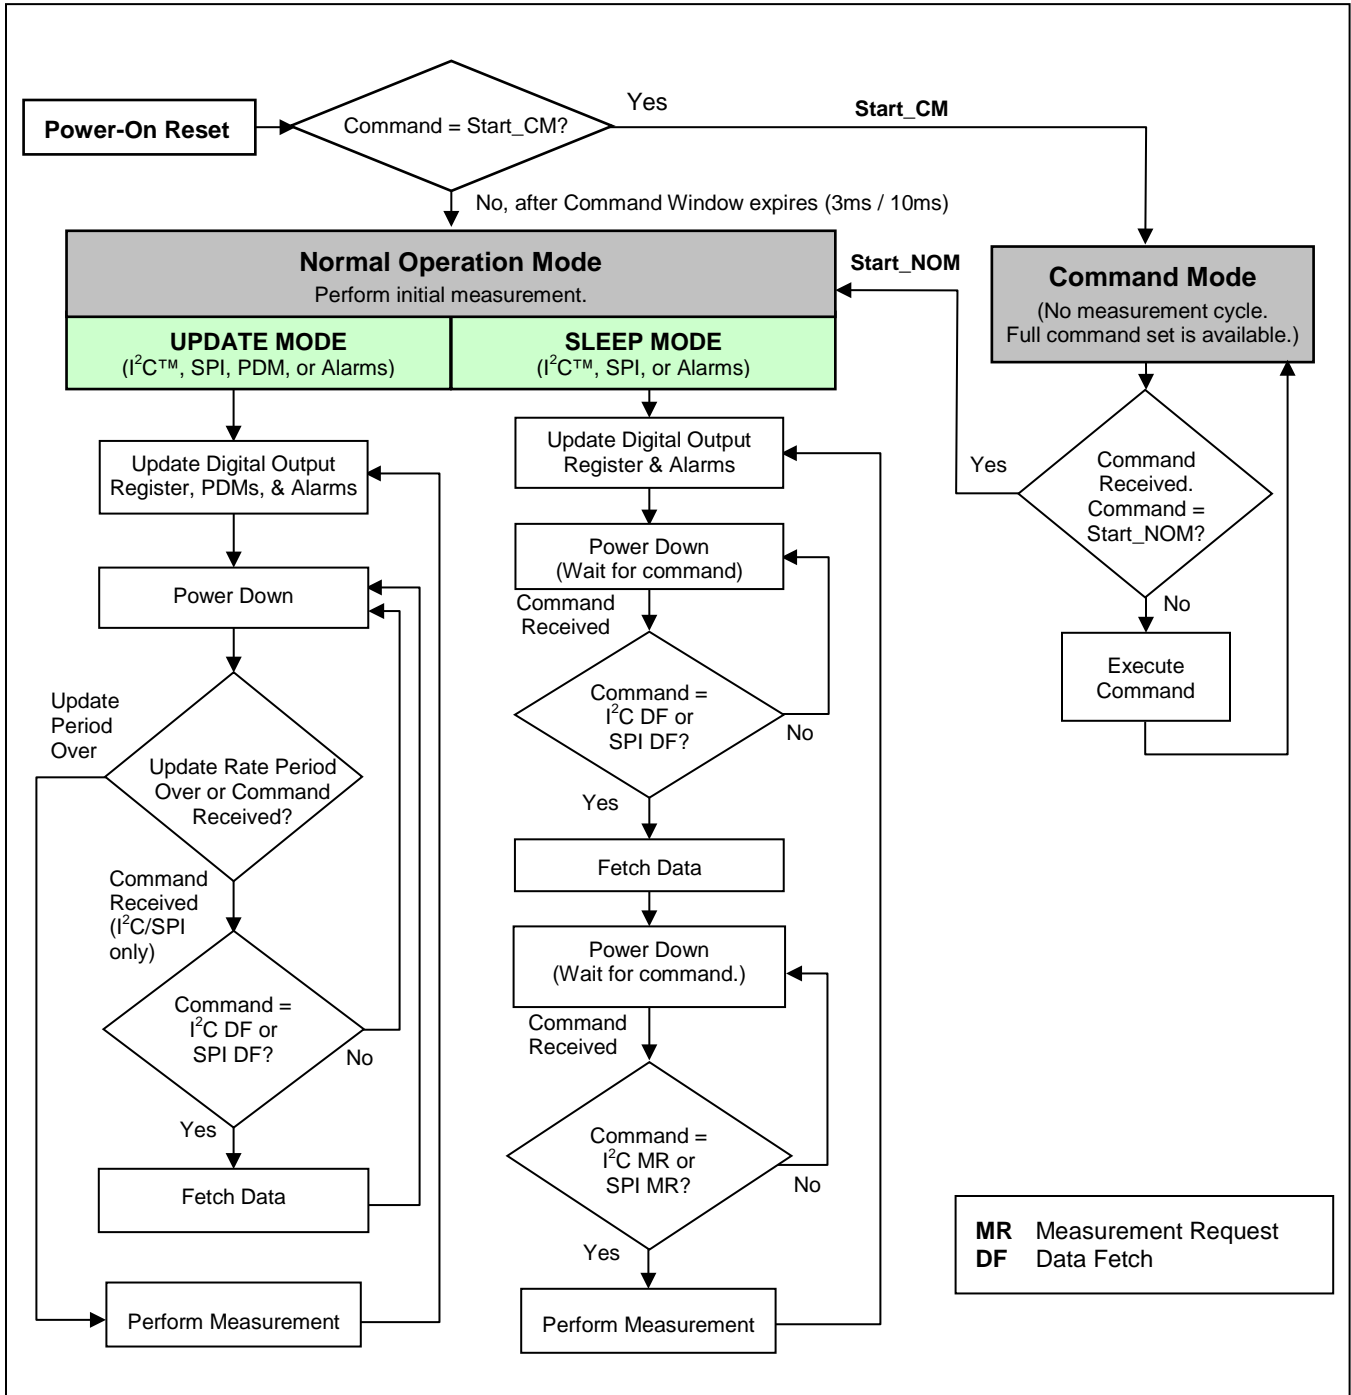 Power-On Reset
Command = Start_CM?
Yes
Start_CM
No, after Command Window expires (3ms / 10ms)
Normal Operation Mode
Perform initial measurement.
Start_NOM
Command Mode
(No measurement cycle.
Full command set is available.)
UPDATE MODE
(I²C™, SPI, PDM, or Alarms)
SLEEP MODE
(I²C™, SPI, or Alarms)
Update Digital Output
Register, PDMs, & Alarms
Power Down
Update
Period
Over
Update Rate Period
Over or Command
Received?
Command
Received
(I²C/SPI
only)
Command =
I²C DF or
SPI DF?
No
Yes
Fetch Data
Perform Measurement
Update Digital Output
Register & Alarms
Power Down
(Wait for command)
Command
Received
Command =
I²C DF or
SPI DF?
No
Yes
Fetch Data
Power Down
(Wait for command.)
Command
Received
Command =
I²C MR or
SPI MR?
No
Yes
Perform Measurement
Yes
Command
Received.
Command =
Start_NOM?
No
Execute
Command
MR Measurement Request
DF Data Fetch